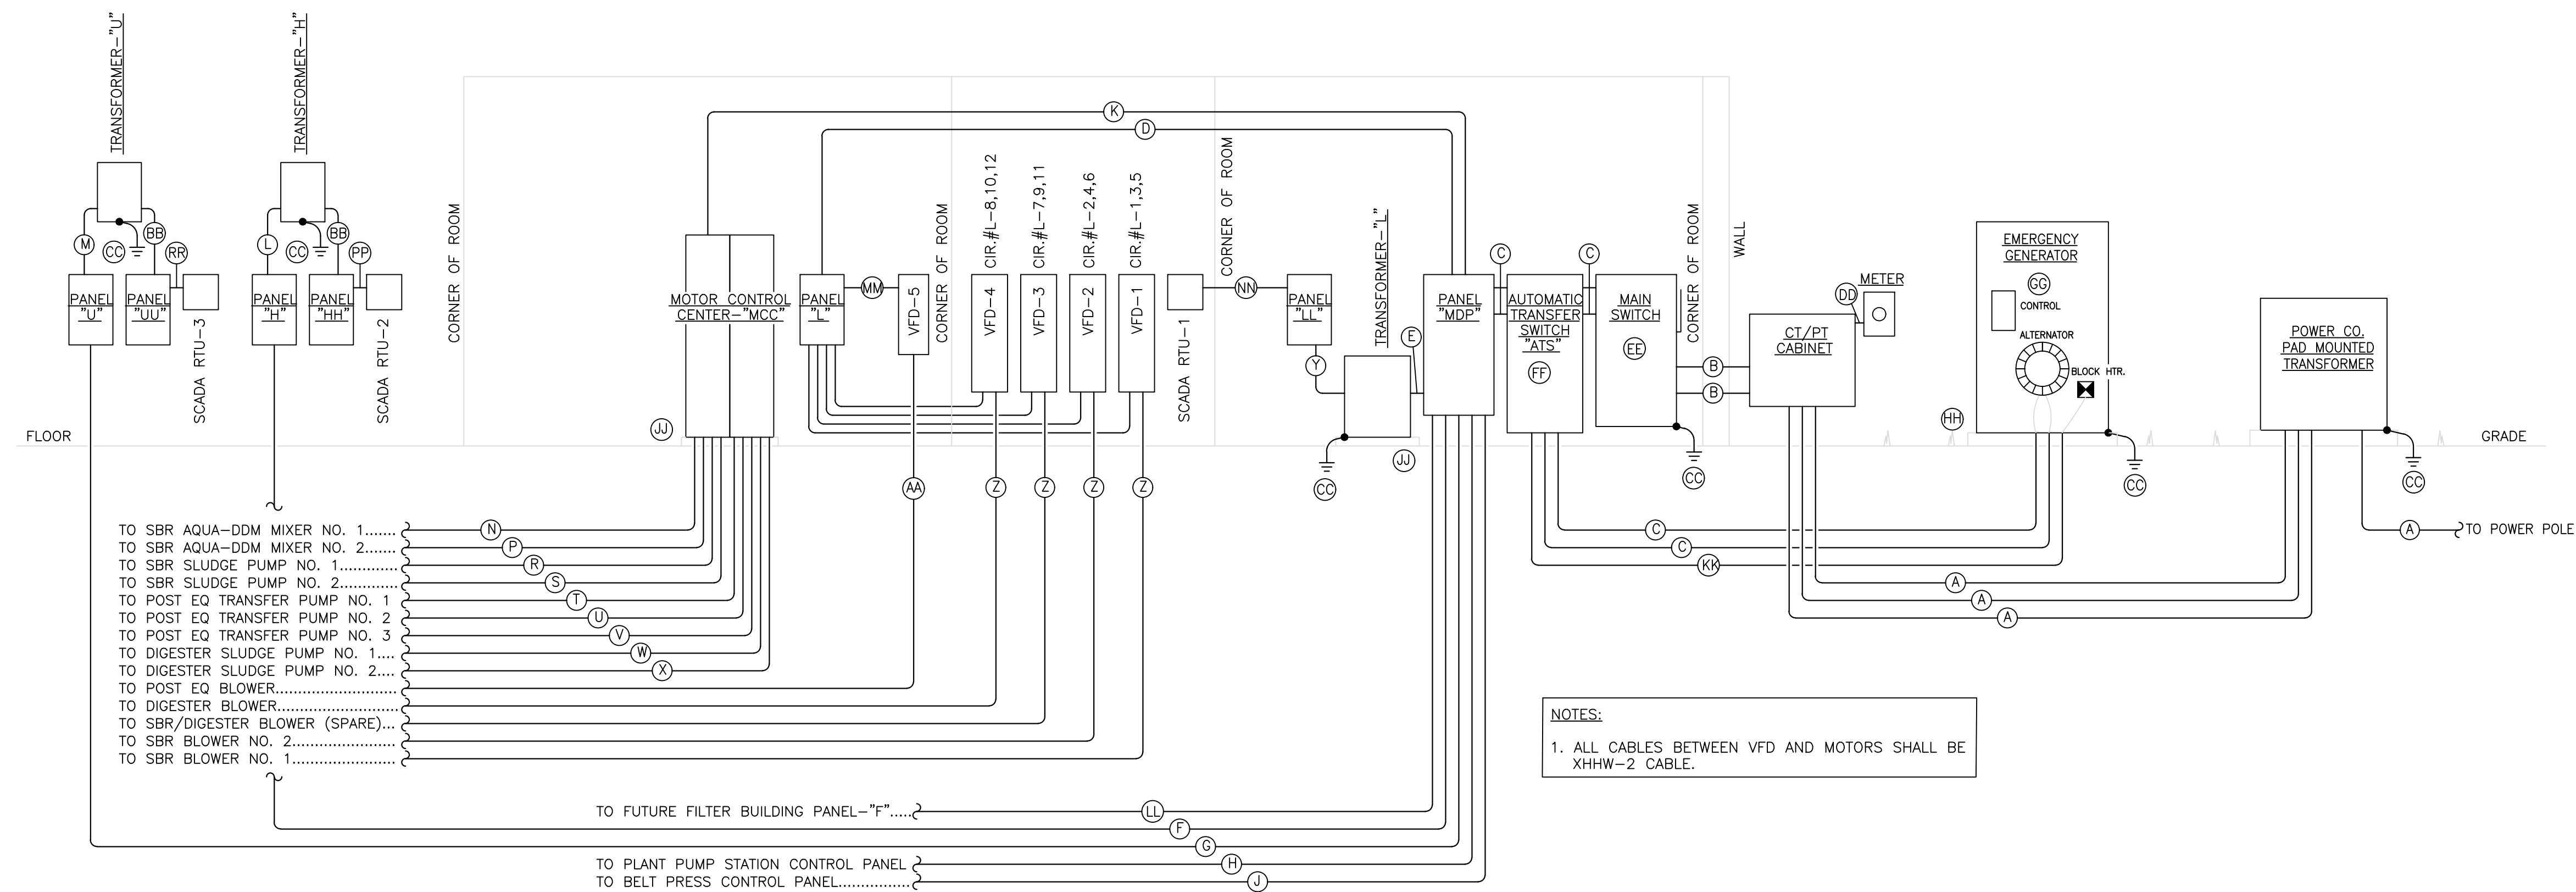 TRANSFORMER-"U"
TRANSFORMER-"H"
M
CC
BB
RR
L
CC
BB
PP
PANEL
"U"
PANEL
"UU"
SCADA RTU-3
PANEL
"H"
PANEL
"HH"
SCADA RTU-2
CORNER OF ROOM
K
D
MOTOR CONTROL
CENTER-"MCC"
JJ
PANEL
"L"
MM
VFD-5
CORNER OF ROOM
CIR.#L-8,10,12
VFD-4
CIR.#L-7,9,11
VFD-3
CIR.#L-2,4,6
VFD-2
CIR.#L-1,3,5
VFD-1
SCADA RTU-1
CORNER OF ROOM
NN
PANEL
"LL"
Y
TRANSFORMER-"L"
E
CC
JJ
PANEL
"MDP"
C
AUTOMATIC
TRANSFER
SWITCH
"ATS"
FF
C
MAIN
SWITCH
EE
CORNER OF ROOM
CC
WALL
B
B
CT/PT
CABINET
DD
METER
EMERGENCY
GENERATOR
GG
CONTROL
ALTERNATOR
BLOCK HTR.
HH
CC
POWER CO.
PAD MOUNTED
TRANSFORMER
CC
FLOOR
GRADE
AA
Z
Z
Z
Z
TO SBR AQUA-DDM MIXER NO. 1.......
N
TO SBR AQUA-DDM MIXER NO. 2.......
P
TO SBR SLUDGE PUMP NO. 1.............
R
TO SBR SLUDGE PUMP NO. 2.............
S
TO POST EQ TRANSFER PUMP NO. 1
T
TO POST EQ TRANSFER PUMP NO. 2
U
TO POST EQ TRANSFER PUMP NO. 3
V
TO DIGESTER SLUDGE PUMP NO. 1....
W
TO DIGESTER SLUDGE PUMP NO. 2....
X
TO POST EQ BLOWER...........................
TO DIGESTER BLOWER...........................
TO SBR/DIGESTER BLOWER (SPARE)...
TO SBR BLOWER NO. 2.......................
TO SBR BLOWER NO. 1.......................
C
C
KK
A
A
A
A
TO POWER POLE
NOTES:
1. ALL CABLES BETWEEN VFD AND MOTORS SHALL BE
XHHW-2 CABLE.
TO FUTURE FILTER BUILDING PANEL-"F".....
LL
F
G
TO PLANT PUMP STATION CONTROL PANEL
H
TO BELT PRESS CONTROL PANEL................
J